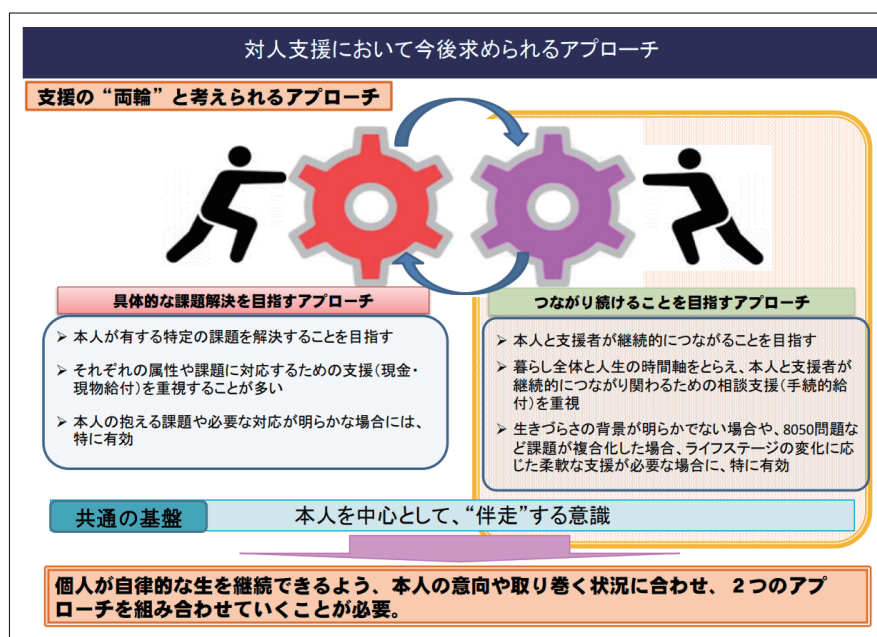 対人支援において今後求められるアプローチ
支援の“両輪”と考えられるアプローチ
具体的な課題解決を目指すアプローチ
➢ 本人が有する特定の課題を解決することを目指す
➢ それぞれの属性や課題に対応するための支援(現金・
現物給付)を重視することが多い
➢ 本人の抱える課題や必要な対応が明らかな場合には、
特に有効
つながり続けることを目指すアプローチ
➢ 本人と支援者が継続的につながることを目指す
➢ 暮らし全体と人生の時間軸をとらえ、本人と支援者が
継続的につながり関わるための相談支援(手続的給
付)を重視
➢ 生きづらさの背景が明らかでない場合や、8050問題な
ど課題が複合化した場合、ライフステージの変化に応
じた柔軟な支援が必要な場合に、特に有効
共通の基盤
本人を中心として、“伴走”する意識
個人が自律的な生を継続できるよう、本人の意向や取り巻く状況に合わせ、２つのアプ
ローチを組み合わせていくことが必要。